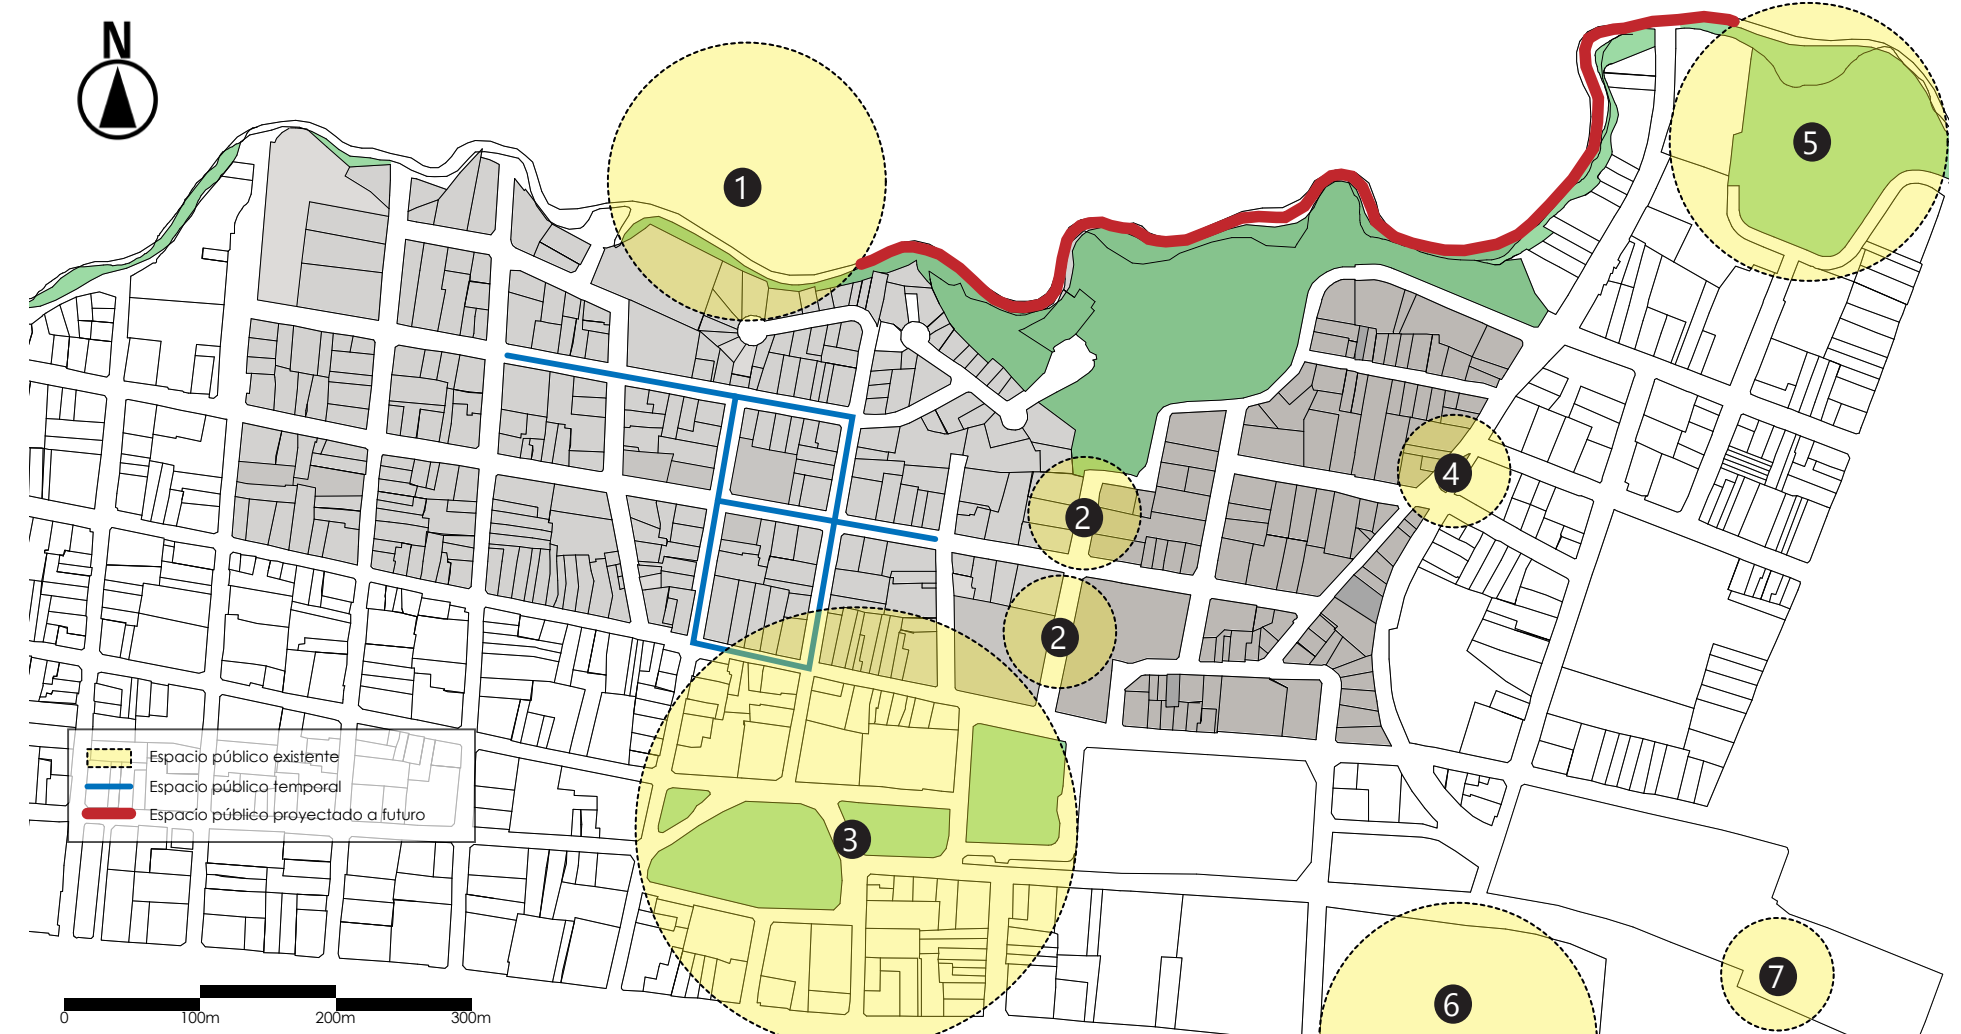 N
1
5
4
2
2
3
Espacio público existente
Espacio público temporal
Espacio público proyectado a futuro
6
7
0 100m 200m 300m